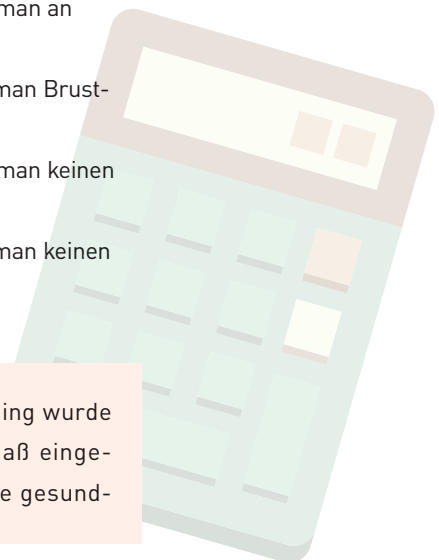 man an
man Brust-
man keinen
man keinen
ing wurde
aß einge-
e gesund-